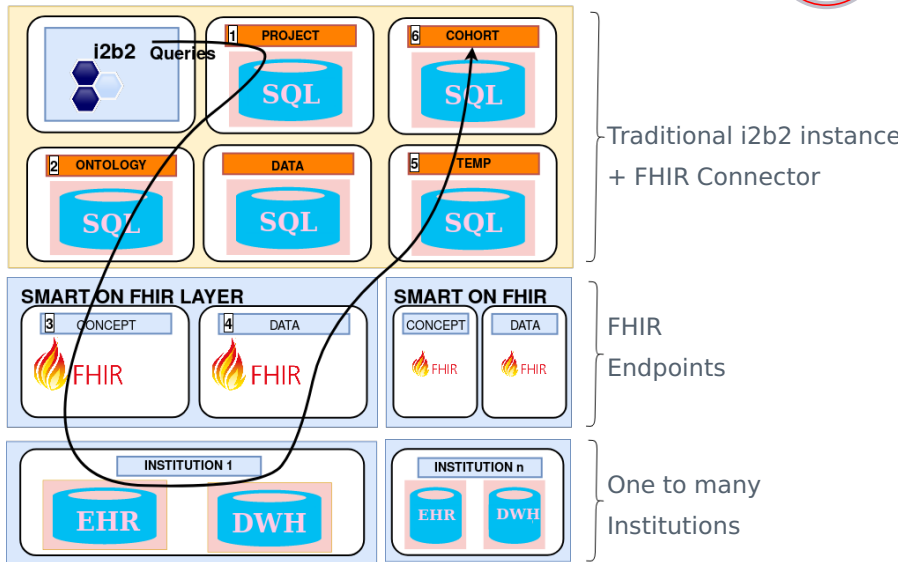 i2b2 Queries
1 PROJECT
SQL
6 COHORT
SQL
2 ONTOLOGY
SQL
DATA
SQL
5 TEMP
SQL
Traditional i2b2 instance
+ FHIR Connector
SMART ON FHIR LAYER
3 CONCEPT
FHIR
4 DATA
FHIR
SMART ON FHIR
CONCEPT
FHIR
DATA
FHIR
FHIR
Endpoints
INSTITUTION 1
EHR
DWH
INSTITUTION n
EHR
DWH
One to many
Institutions